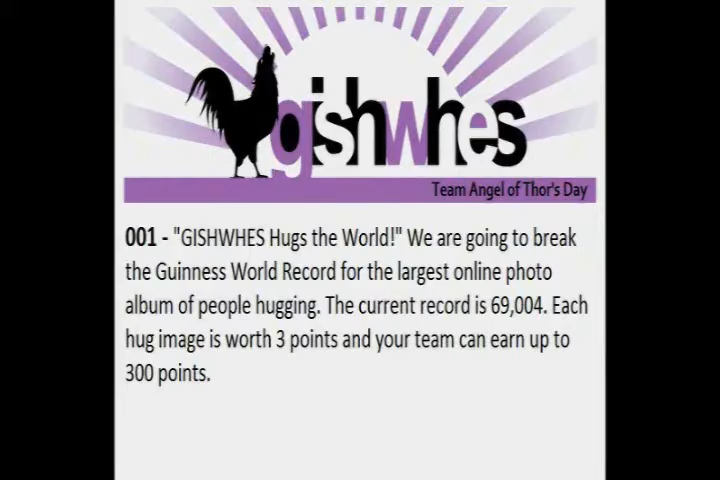 gishwhes
Team Angel of Thor's Day
001 - "GISHWHES Hugs the World!" We are going to break
the Guinness World Record for the largest online photo
album of people hugging. The current record is 69,004. Each
hug image is worth 3 points and your team can earn up to
300 points.